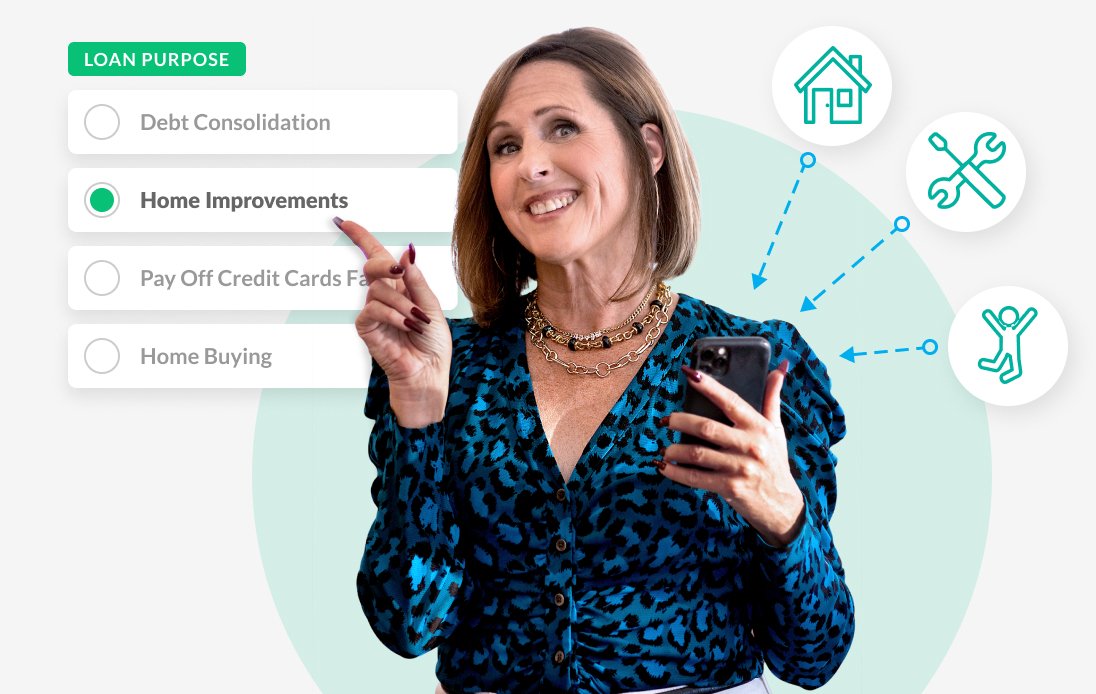 LOAN PURPOSE
Debt Consolidation
Home Improvements
Pay Off Credit Cards
Home Buying